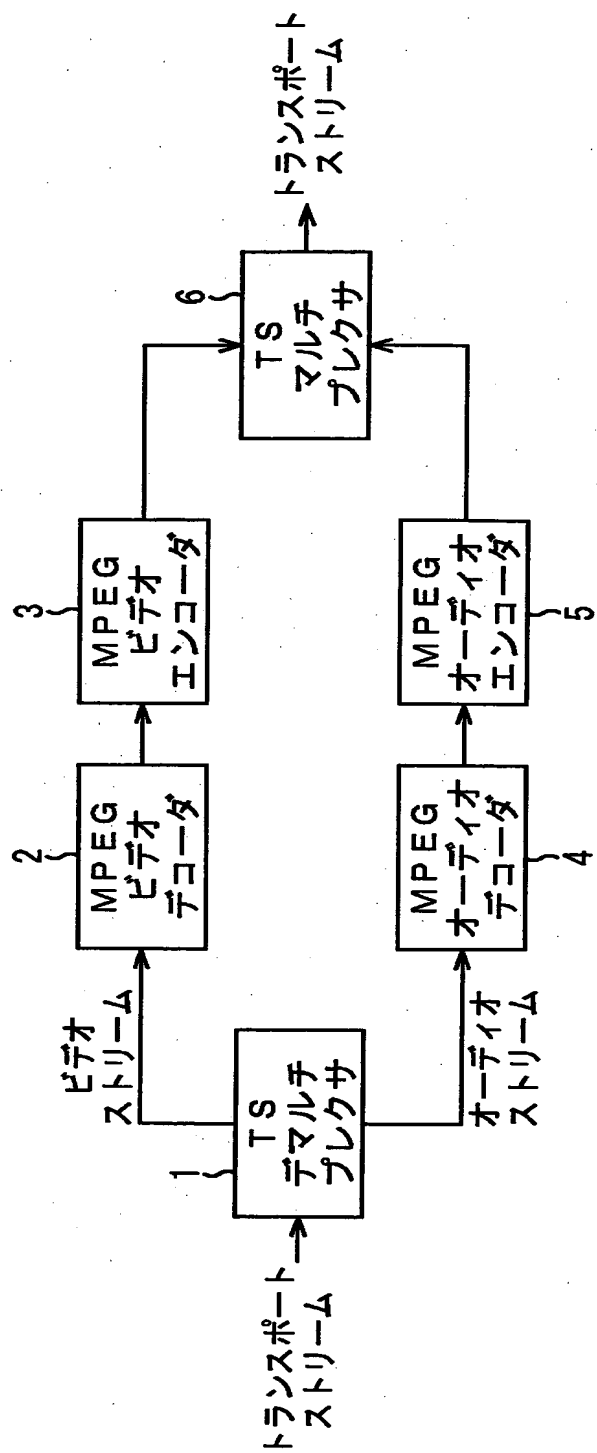 トランスポート
ストリーム
1
TS
デマルチ
プレクサ
ビデオ
ストリーム
2
MPEG
ビデオ
デコーダ
3
MPEG
ビデオ
エンコーダ
オーディオ
ストリーム
MPEG
オーディオ
デコーダ
4
MPEG
オーディオ
エンコーダ
5
6
TS
マルチ
プレクサ
トランスポート
ストリーム